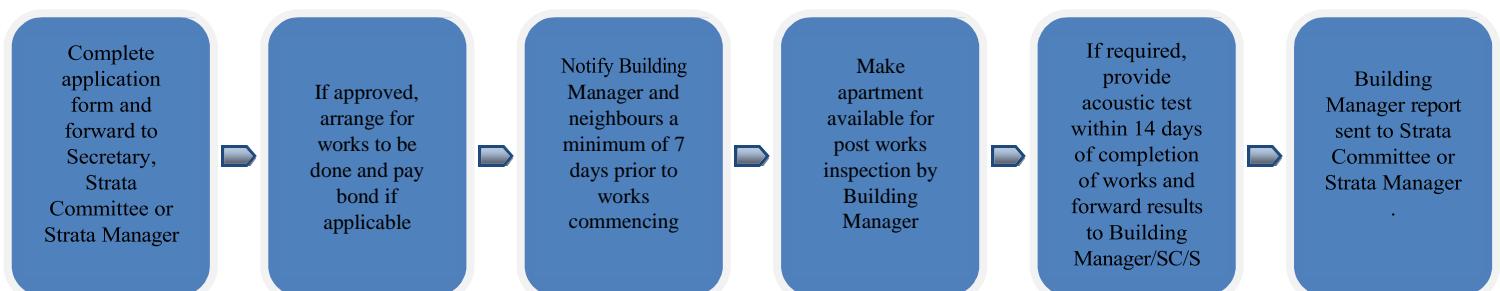 Complete
application
form and
forward to
Secretary,
Strata
Committee or
Strata Manager
If approved,
arrange for
works to be
done and pay
bond if
applicable
Notify Building
Manager and
neighbours a
minimum of 7
days prior to
works
commencing
Make
apartment
available for
post works
inspection by
Building
Manager
If required,
provide
acoustic test
within 14 days
of completion
of works and
forward results
to Building
Manager/SC/S
Building
Manager report
sent to Strata
Committee or
Strata Manager
.